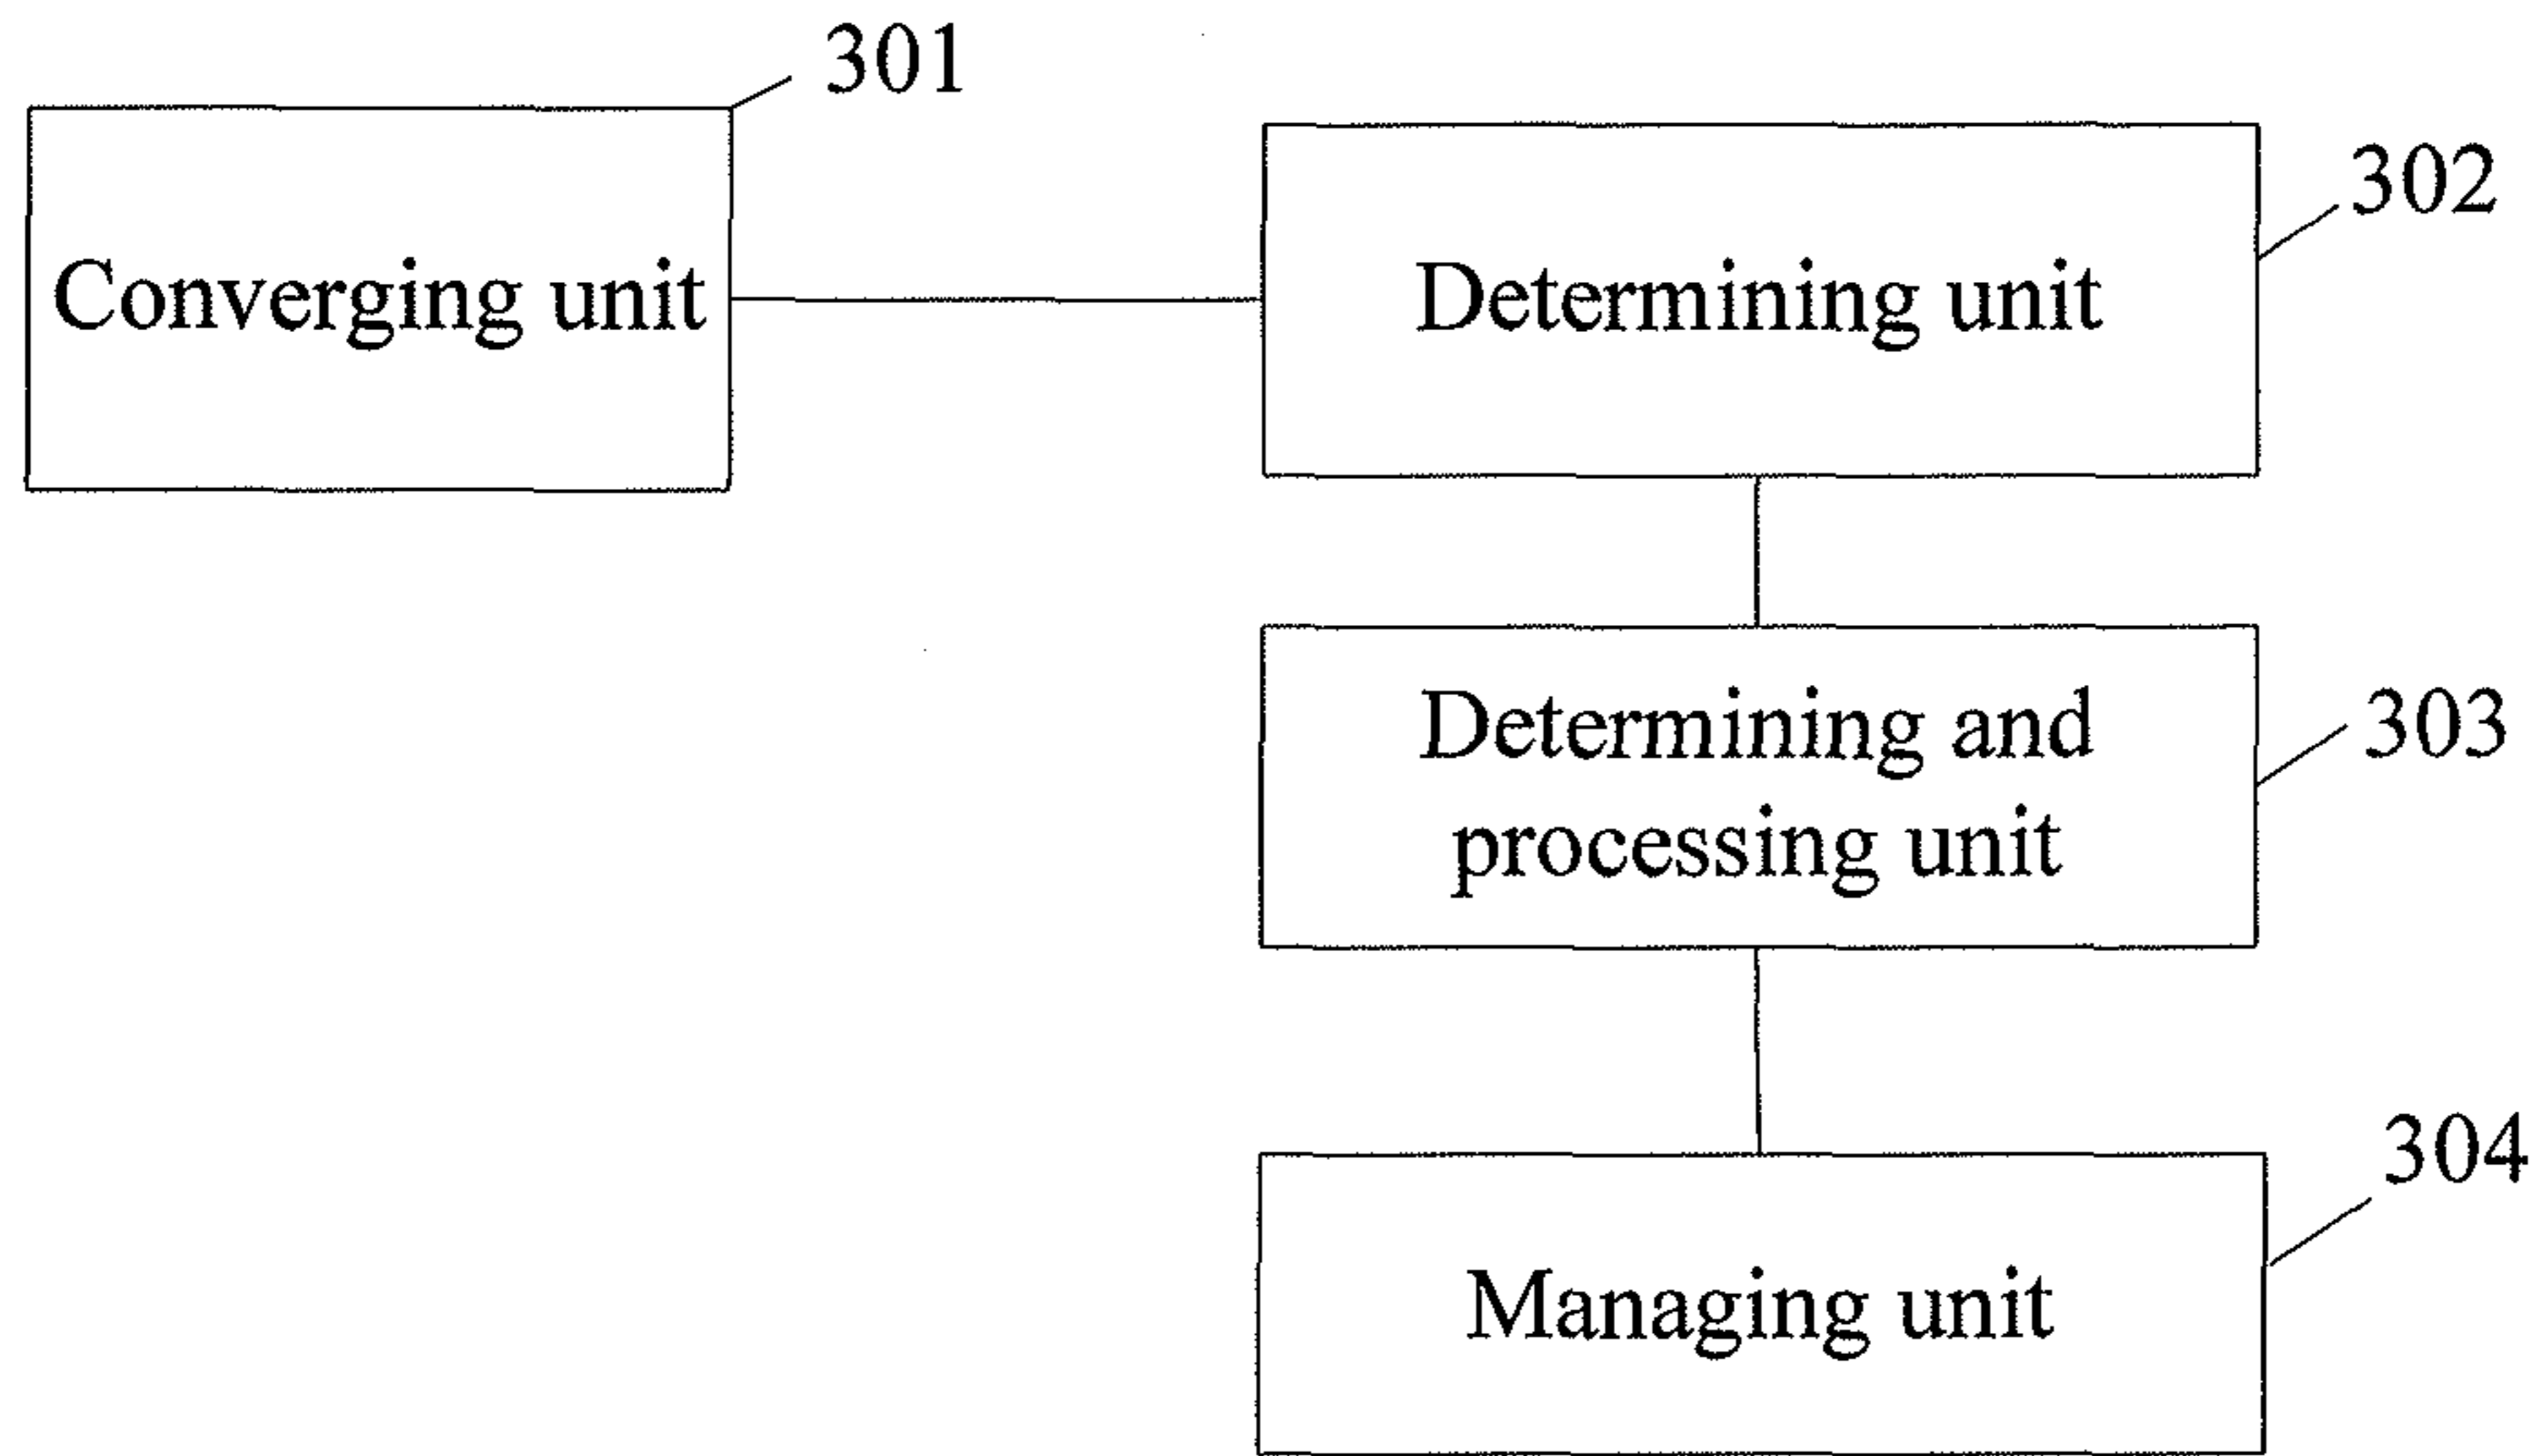 301
Converging unit
302
Determining unit
303
Determining and
processing unit
304
Managing unit